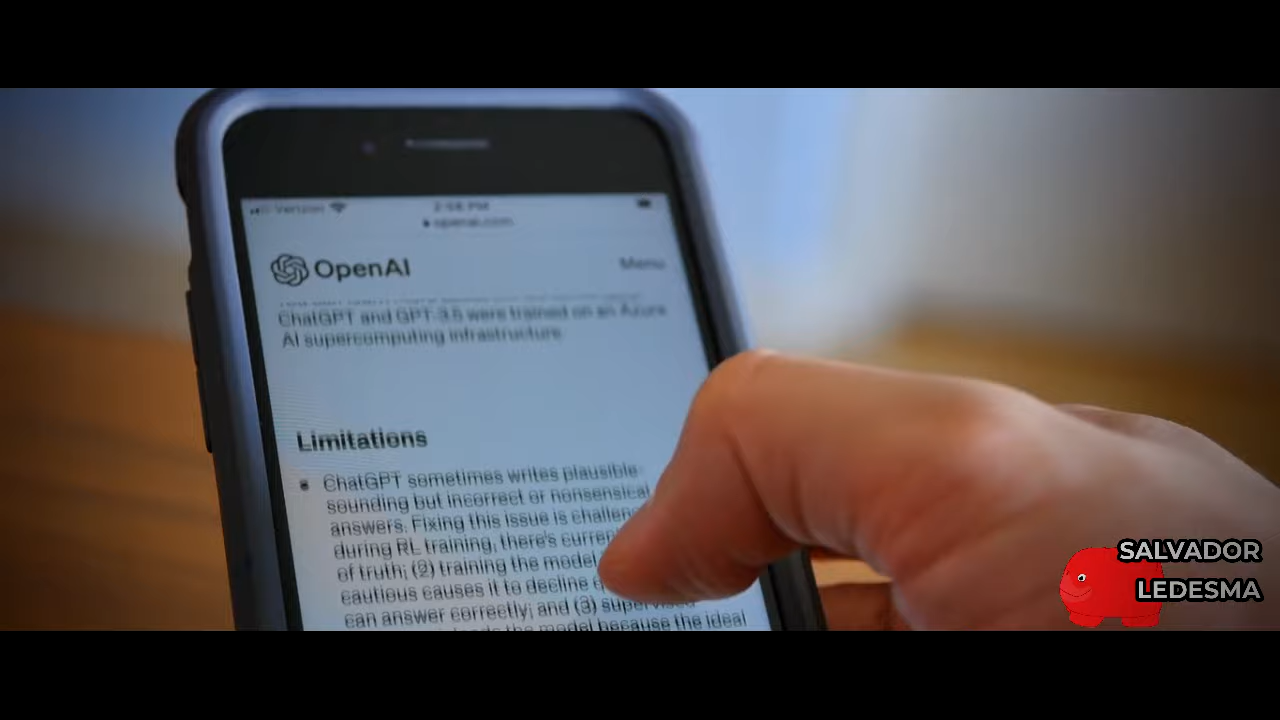 Verizon
2:58 PM
openai.com
OpenAI
Menu
ChatGPT and GPT-3.5 were trained on an Azure
AI supercomputing infrastructure.
Limitations
ChatGPT sometimes writes plausible-
sounding but incorrect or nonsensical
answers. Fixing this issue is
during RL training, there's
of truth; (2) training the model
cautious causes it to decline
can answer correctly; and (3) supervised
the model because the ideal
SALVADOR
LEDESMA